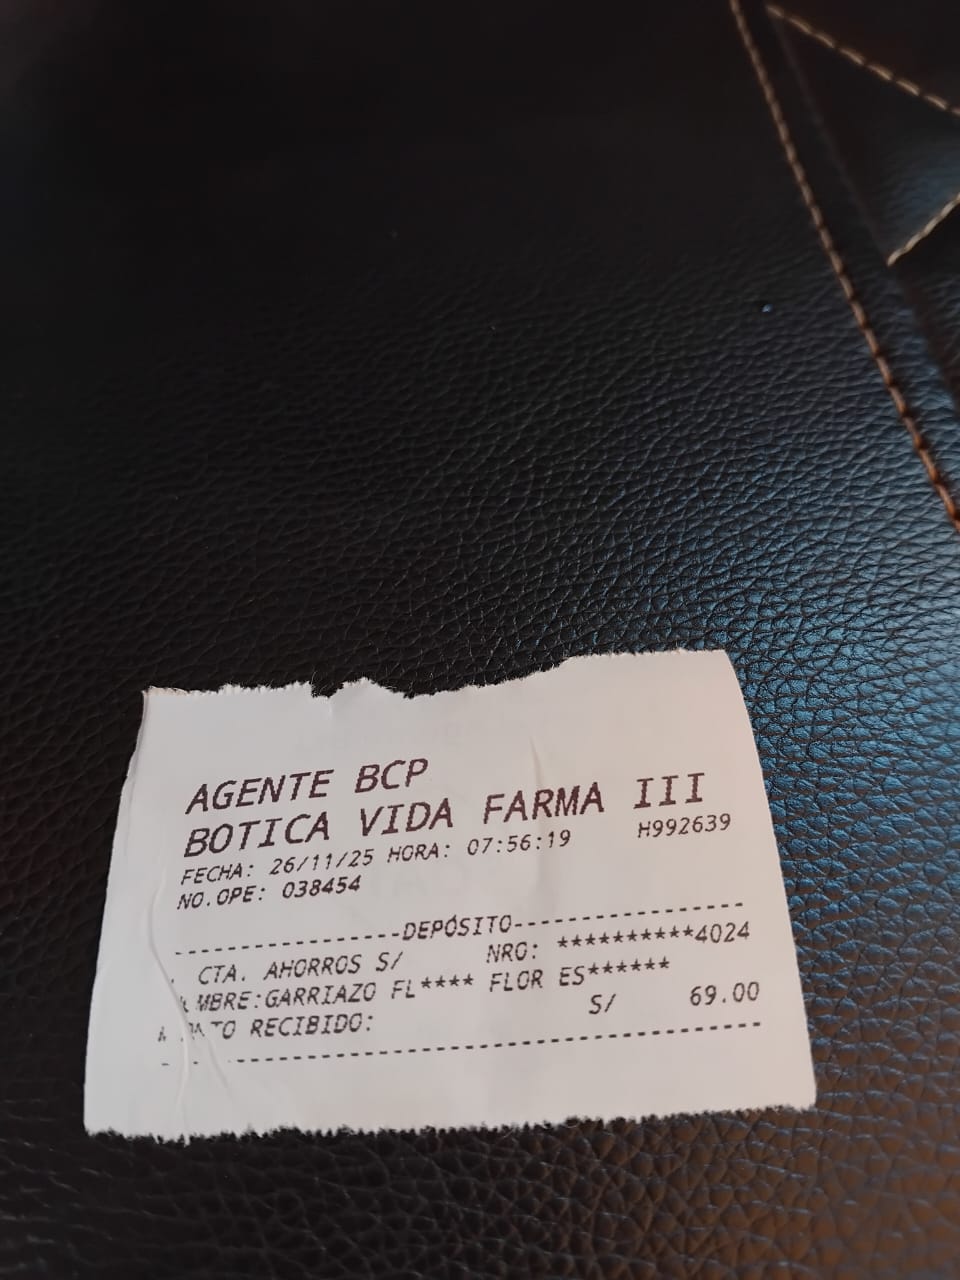 AGENTE BCP
BOTICA VIDA FARMA III
FECHA: 26/11/25 HORA: 07:56:19 H992639
NO.OPE: 038454
-----------------DEPÓSITO-----------------
CTA. AHORROS S/ NRO: **********4024
MBRE:GARRIAZO FL**** FLOR ES******
TO RECIBIDO: S/ 69.00